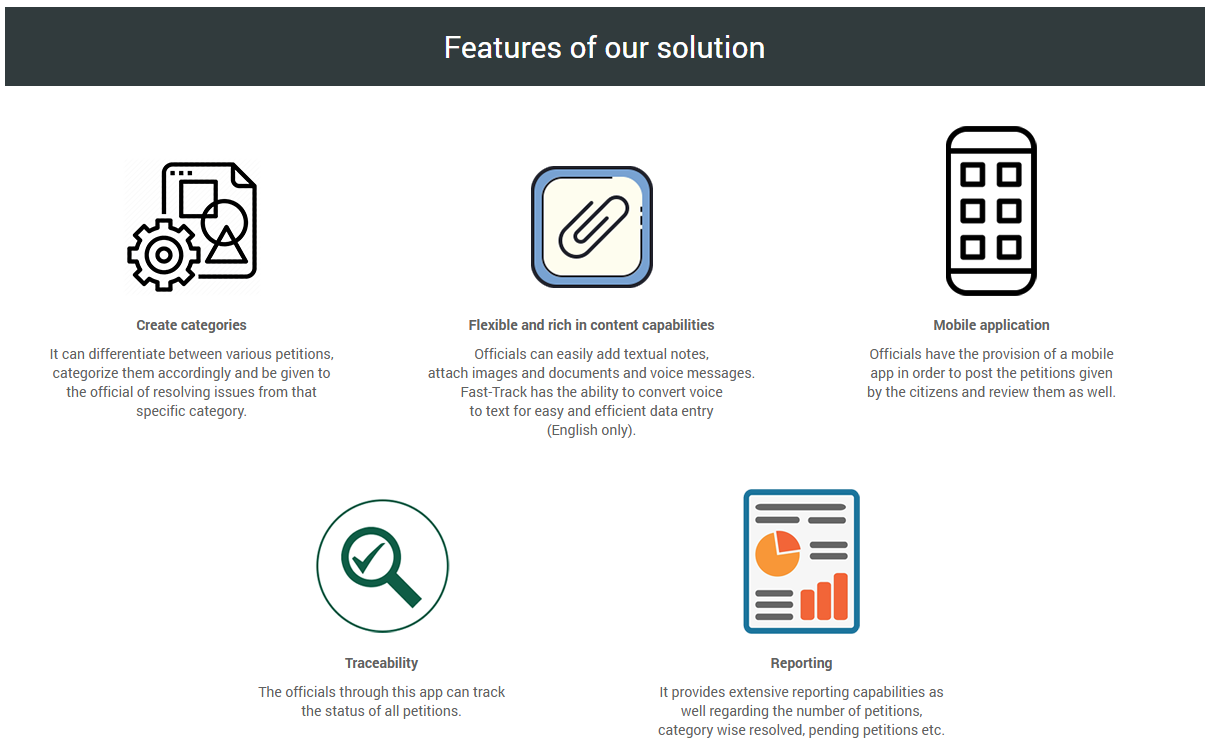 Features of our solution
Create categories
It can differentiate between various petitions,
categorize them accordingly and be given to
the official of resolving issues from that
specific category.
Flexible and rich in content capabilities
Officials can easily add textual notes,
attach images and documents and voice messages.
Fast-Track has the ability to convert voice
to text for easy and efficient data entry
(English only).
Mobile application
Officials have the provision of a mobile
app in order to post the petitions given
by the citizens and review them as well.
Traceability
The officials through this app can track
the status of all petitions.
Reporting
It provides extensive reporting capabilities as
well regarding the number of petitions,
category wise resolved, pending petitions etc.